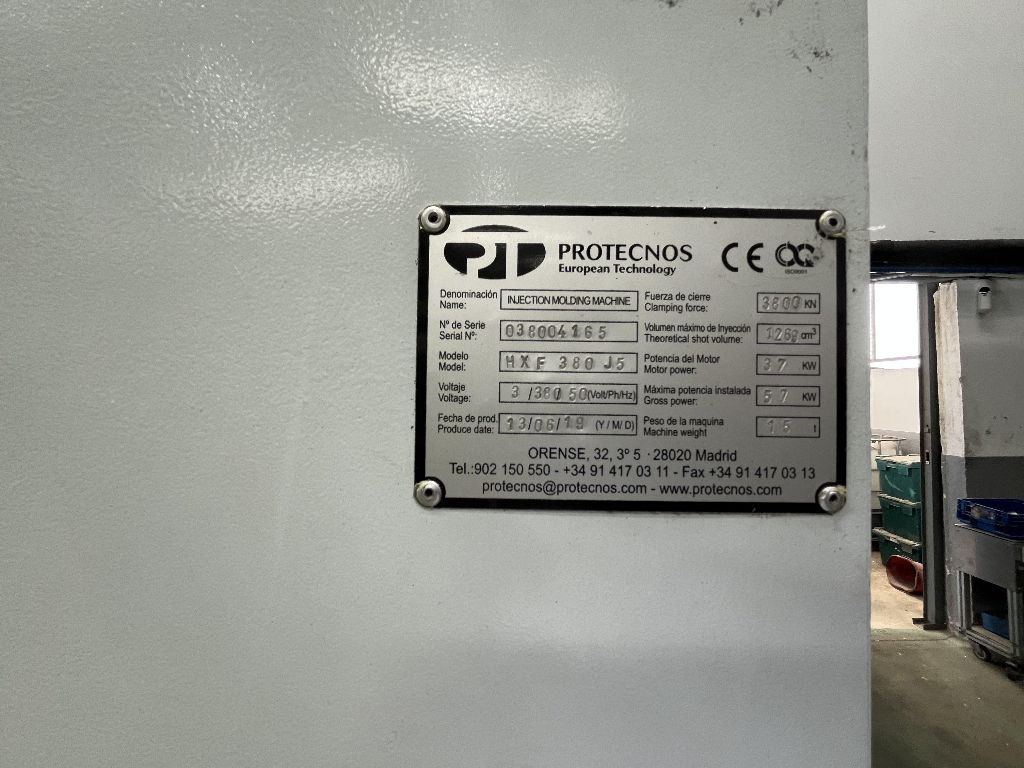 PT PROTECNOS
European Technology
CE
ISO9001
Denominación
Name: INJECTION MOLDING MACHINE
Fuerza de cierre
Clamping force: 3800 KN
Nº de Serie
Serial Nº: 038004165
Volumen máximo de Inyección
Theoretical shot volume: cm³
Modelo
Model: HXF 380 J5
Potencia del Motor
Motor power: 37 KW
Voltaje
Voltage: 3/380 50 (Volt/Ph/Hz)
Máxima potencia instalada
Gross power: 57 KW
Fecha de prod.
Produce date: 13/06/19 (Y/M/D)
Peso de la maquina
Machine weight 15 t
ORENSE, 32, 3º 5 · 28020 Madrid
Tel.:902 150 550 - +34 91 417 03 11 - Fax +34 91 417 03 13
protecnos@protecnos.com - www.protecnos.com